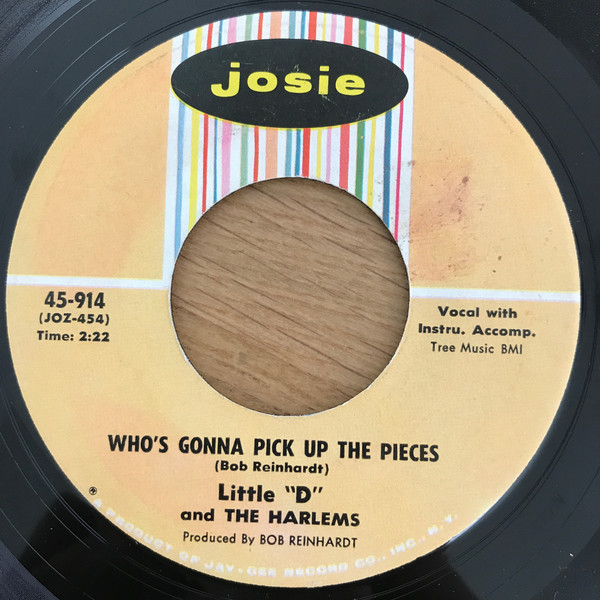 josie
45-914
(JOZ-454)
Time: 2:22
Vocal with
Instru. Accomp.
Tree Music BMI
WHO'S GONNA PICK UP THE PIECES
(Bob Reinhardt)
Little "D"
and THE HARLEMS
Produced By BOB REINHARDT
A PRODUCT OF JAY-GEE RECORD CO., INC., N. Y.